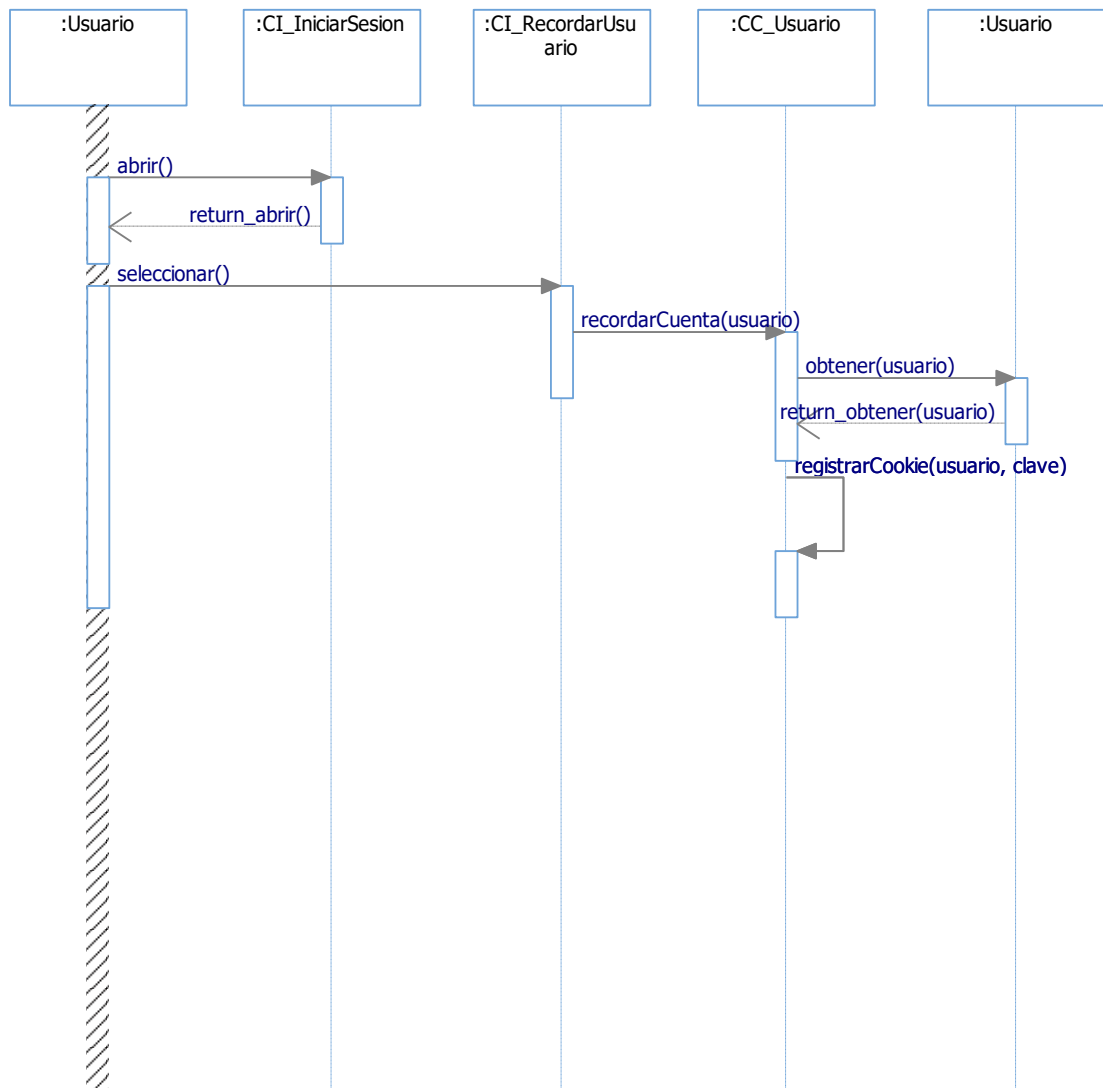 :Usuario
:CI_IniciarSesion
:CI_RecordarUsu
ario
:CC_Usuario
:Usuario
abrir()
return_abrir()
seleccionar()
recordarCuenta(usuario)
obtener(usuario)
return_obtener(usuario)
registrarCookie(usuario, clave)